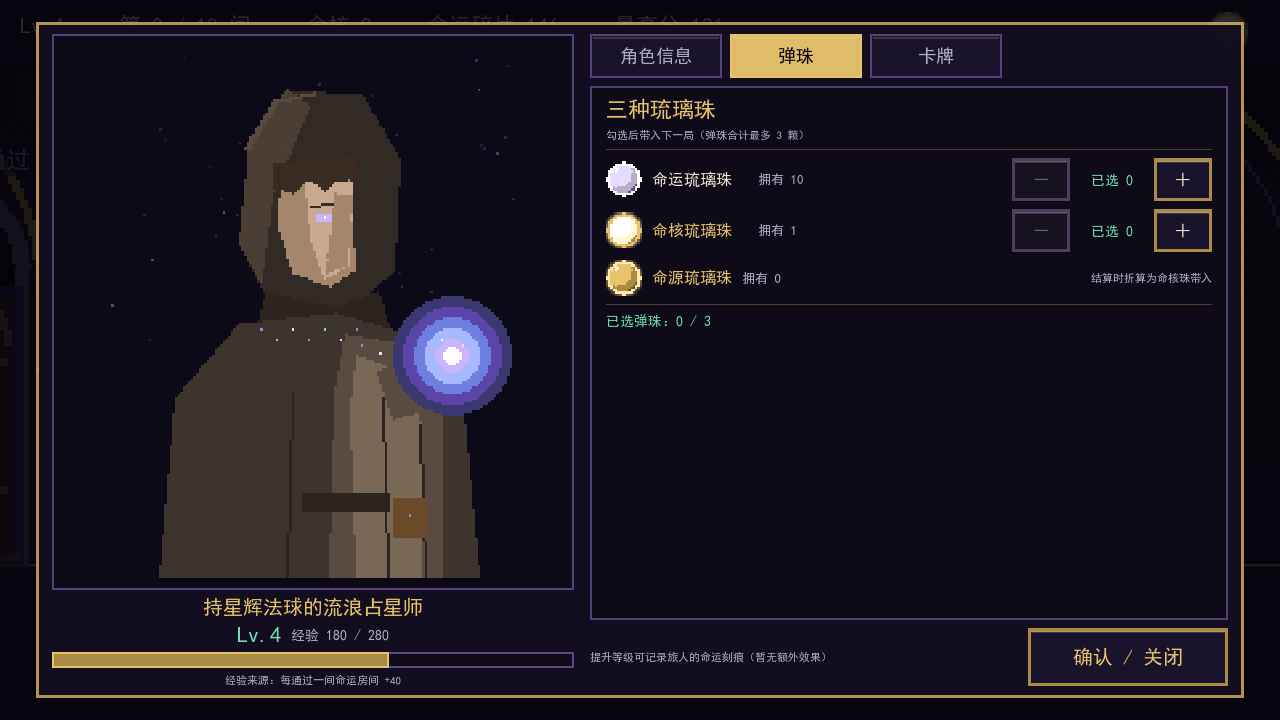 角色信息
弹珠
卡牌
三种琉璃珠
勾选后带入下一局（弹珠合计最多 3 颗）
命运琉璃珠 拥有 10 － 已选 0 ＋
命核琉璃珠 拥有 1 － 已选 0 ＋
命源琉璃珠 拥有 0 结算时折算为命核珠带入
已选弹珠：0 / 3
持星辉法球的流浪占星师
Lv.4 经验 180 / 280
经验来源：每通过一间命运房间 +40
提升等级可记录旅人的命运刻痕（暂无额外效果）
确认 / 关闭